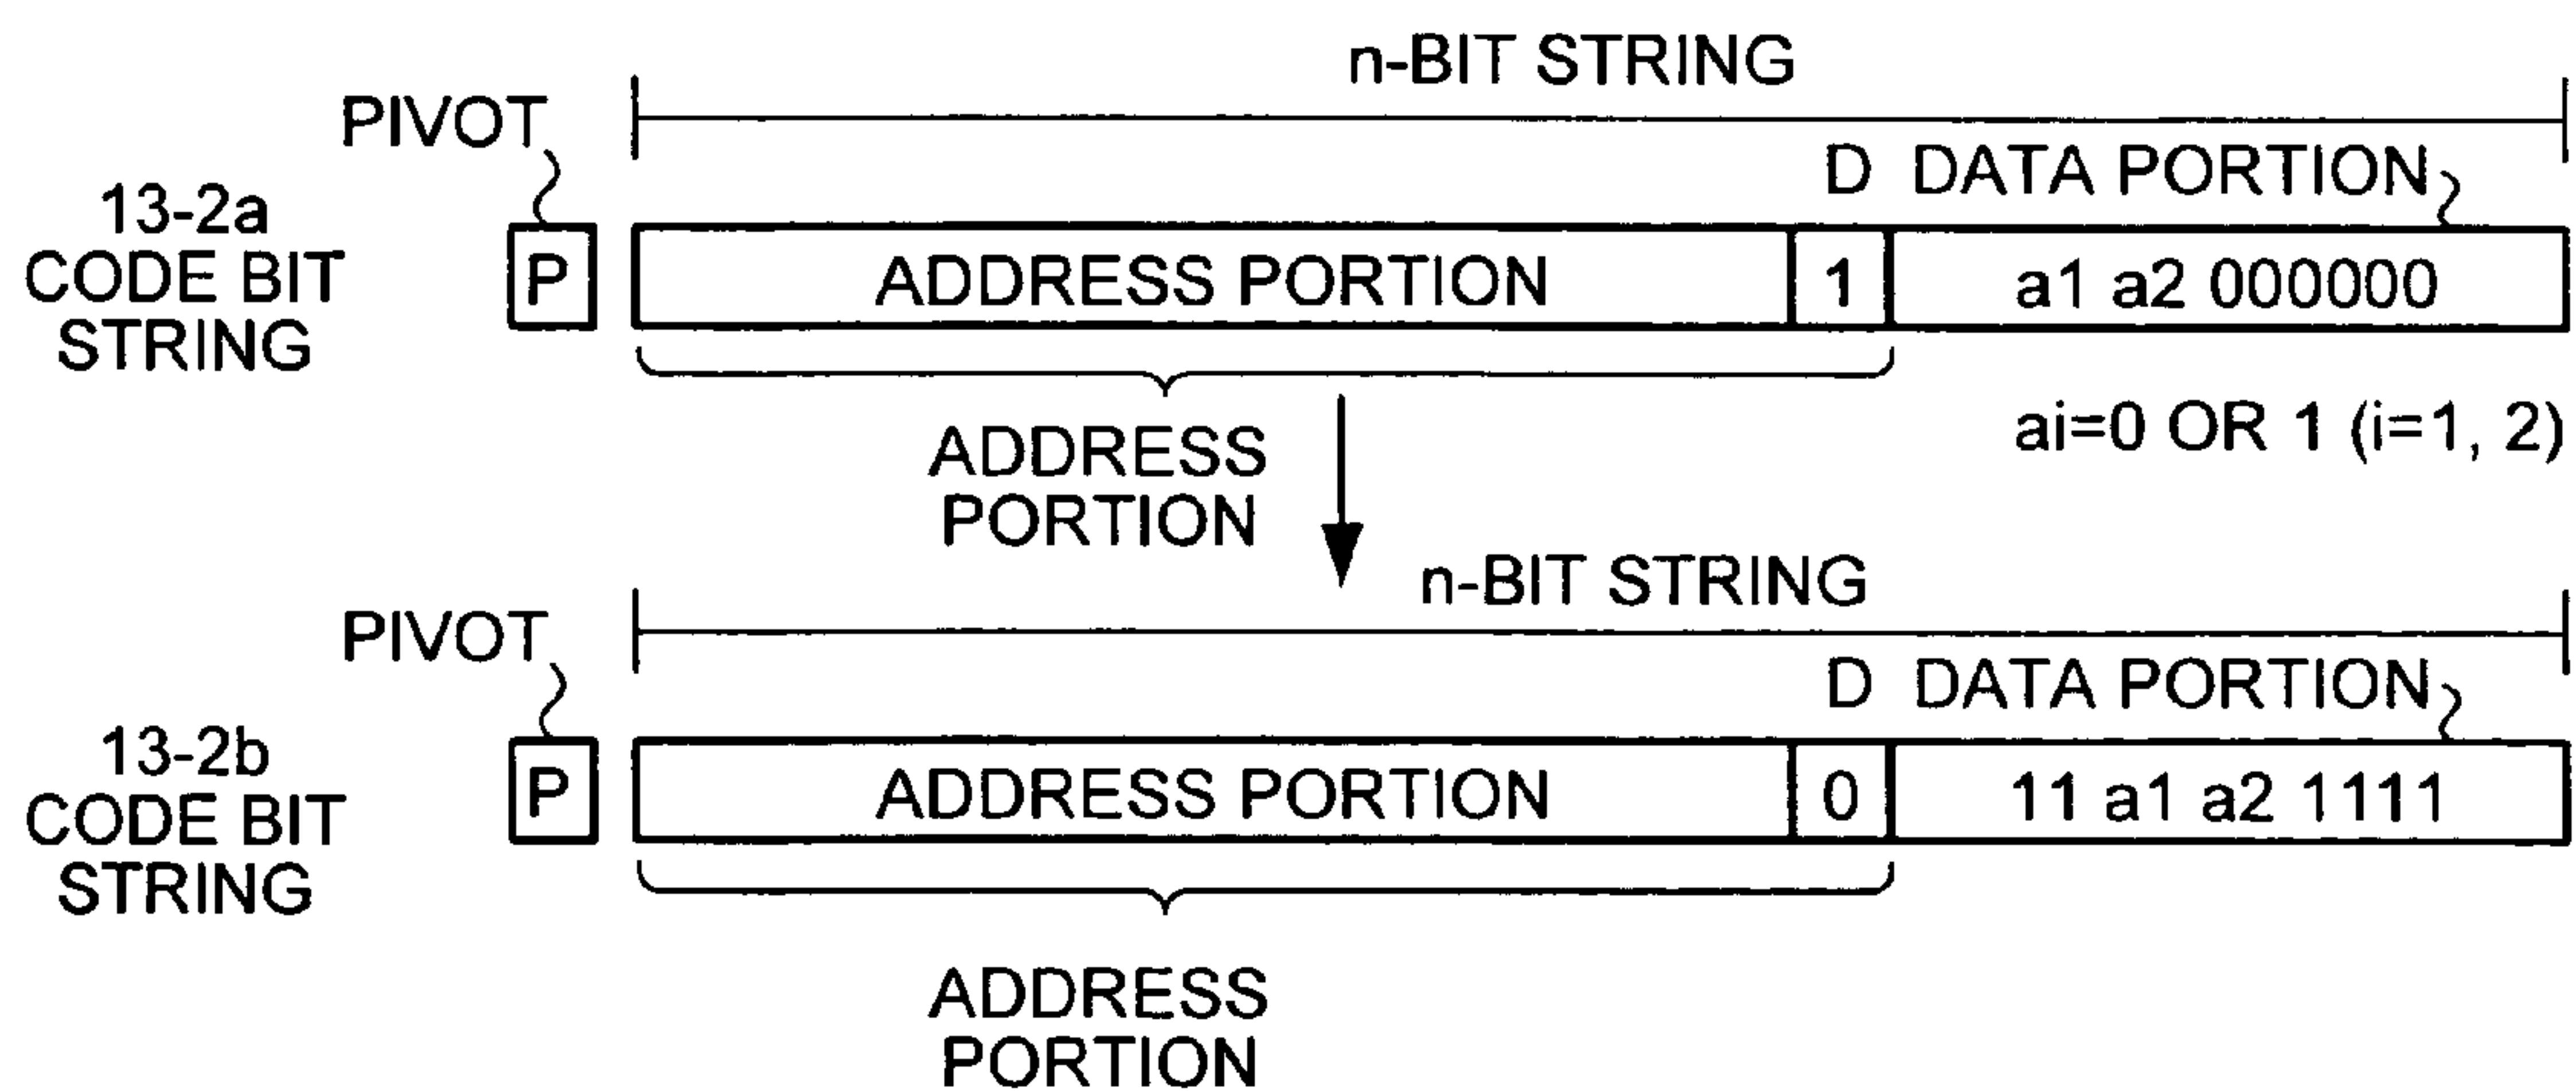 n-BIT STRING
PIVOT
D DATA PORTION
13-2a
CODE BIT
STRING
P
ADDRESS PORTION
1
a1 a2 000000
ai=0 OR 1 (i=1, 2)
ADDRESS
PORTION
n-BIT STRING
PIVOT
D DATA PORTION
13-2b
CODE BIT
STRING
P
ADDRESS PORTION
0
11 a1 a2 1111
ADDRESS
PORTION